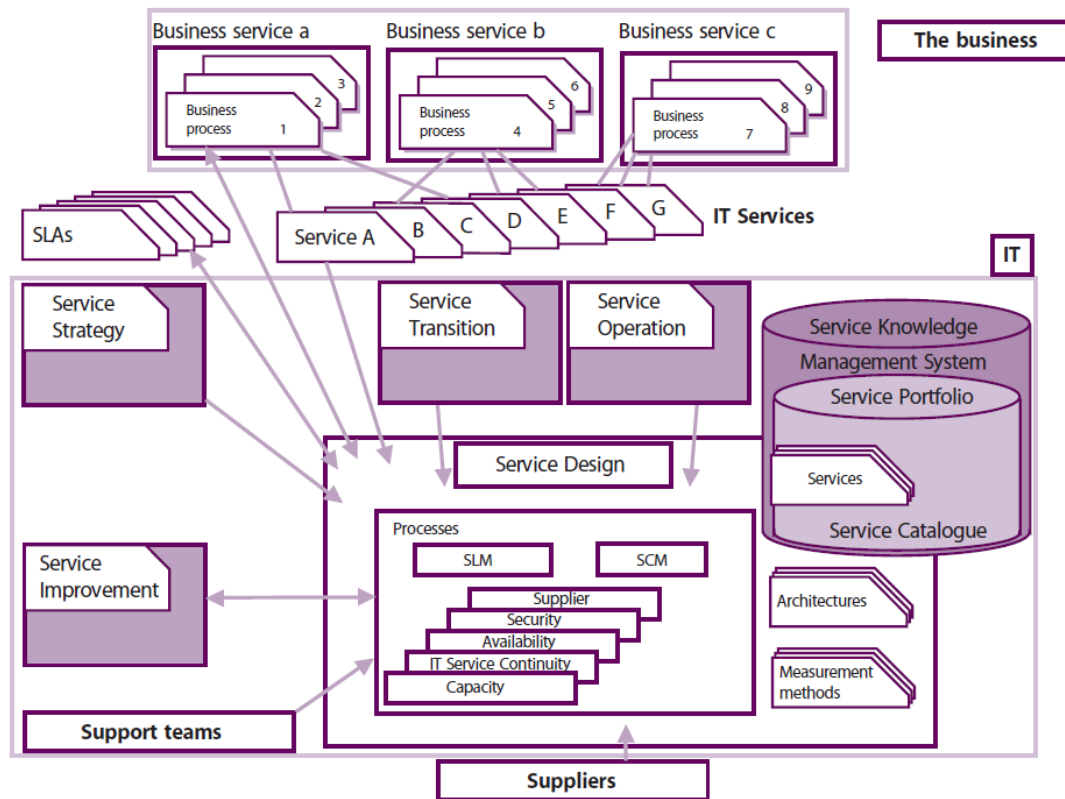 Business service a
Business service b
Business service c
The business
3
2
Business
process 1
6
5
Business
process 4
9
8
Business
process 7
SLAs
Service A
B
C
D
E
F
G
IT Services
IT
Service
Strategy
Service
Transition
Service
Operation
Service Knowledge
Management System
Service Portfolio
Services
Service Catalogue
Service Design
Processes
SLM
SCM
Supplier
Security
Availability
IT Service Continuity
Capacity
Service
Improvement
Architectures
Measurement
methods
Support teams
Suppliers